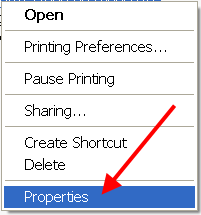 Open
Printing Preferences...
Pause Printing
Sharing...
Create Shortcut
Delete
Properties